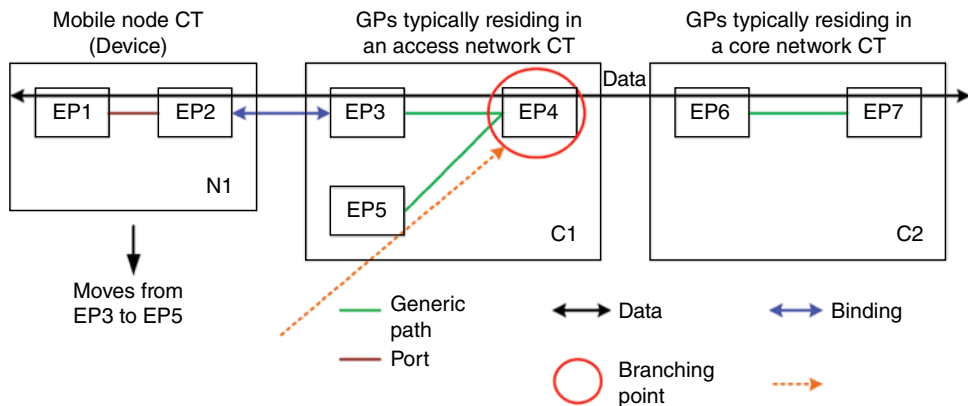 Mobile node CT
(Device)
GPs typically residing in
an access network CT
GPs typically residing in
a core network CT
Data
EP1
EP2
EP3
EP4
EP6
EP7
N1
EP5
C1
C2
Moves from
EP3 to EP5
Generic
path
Port
Data
Binding
Branching
point